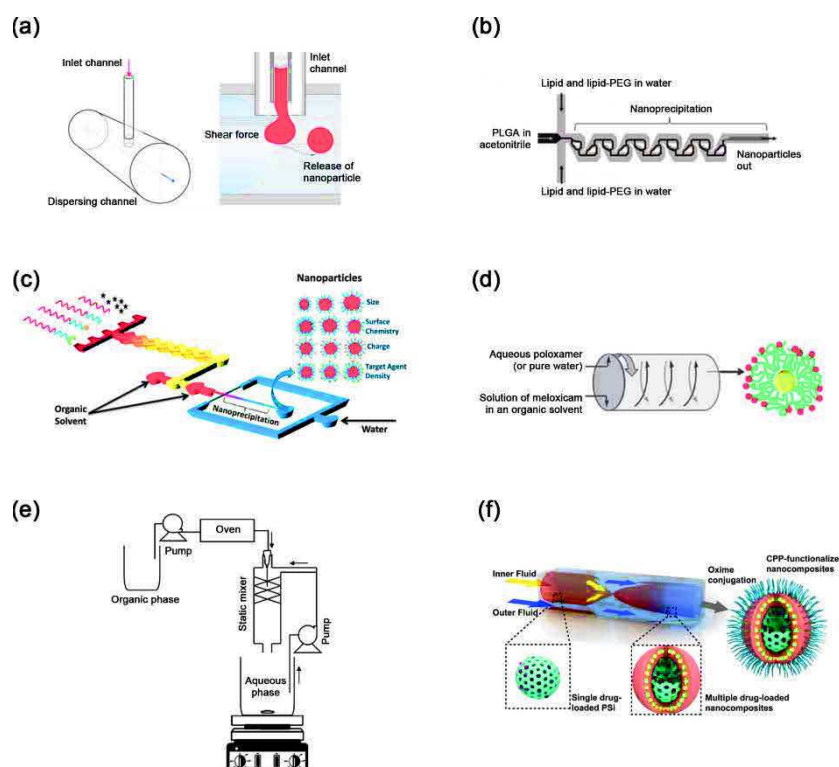 (a)
Inlet channel
Dispersing channel
Inlet
channel
Shear force
Release of
nanoparticle
(b)
Lipid and lipid-PEG in water
Nanoprecipitation
PLGA in
acetonitrile
Nanoparticles
out
Lipid and lipid-PEG in water
(c)
Nanoparticles
Size
Surface
Chemistry
Charge
Target Agent
Density
Organic
Solvent
Nanoprecipitation
Water
(d)
Aqueous poloxamer
(or pure water)
Solution of meloxicam
in an organic solvent
(e)
Oven
Pump
Organic phase
Static mixer
Pump
Aqueous
phase
(f)
Inner Fluid
Outer Fluid
Oxime
conjugation
CPP-functionalize
nanocomposites
Single drug-
loaded PSi
Multiple drug-loaded
nanocomposites